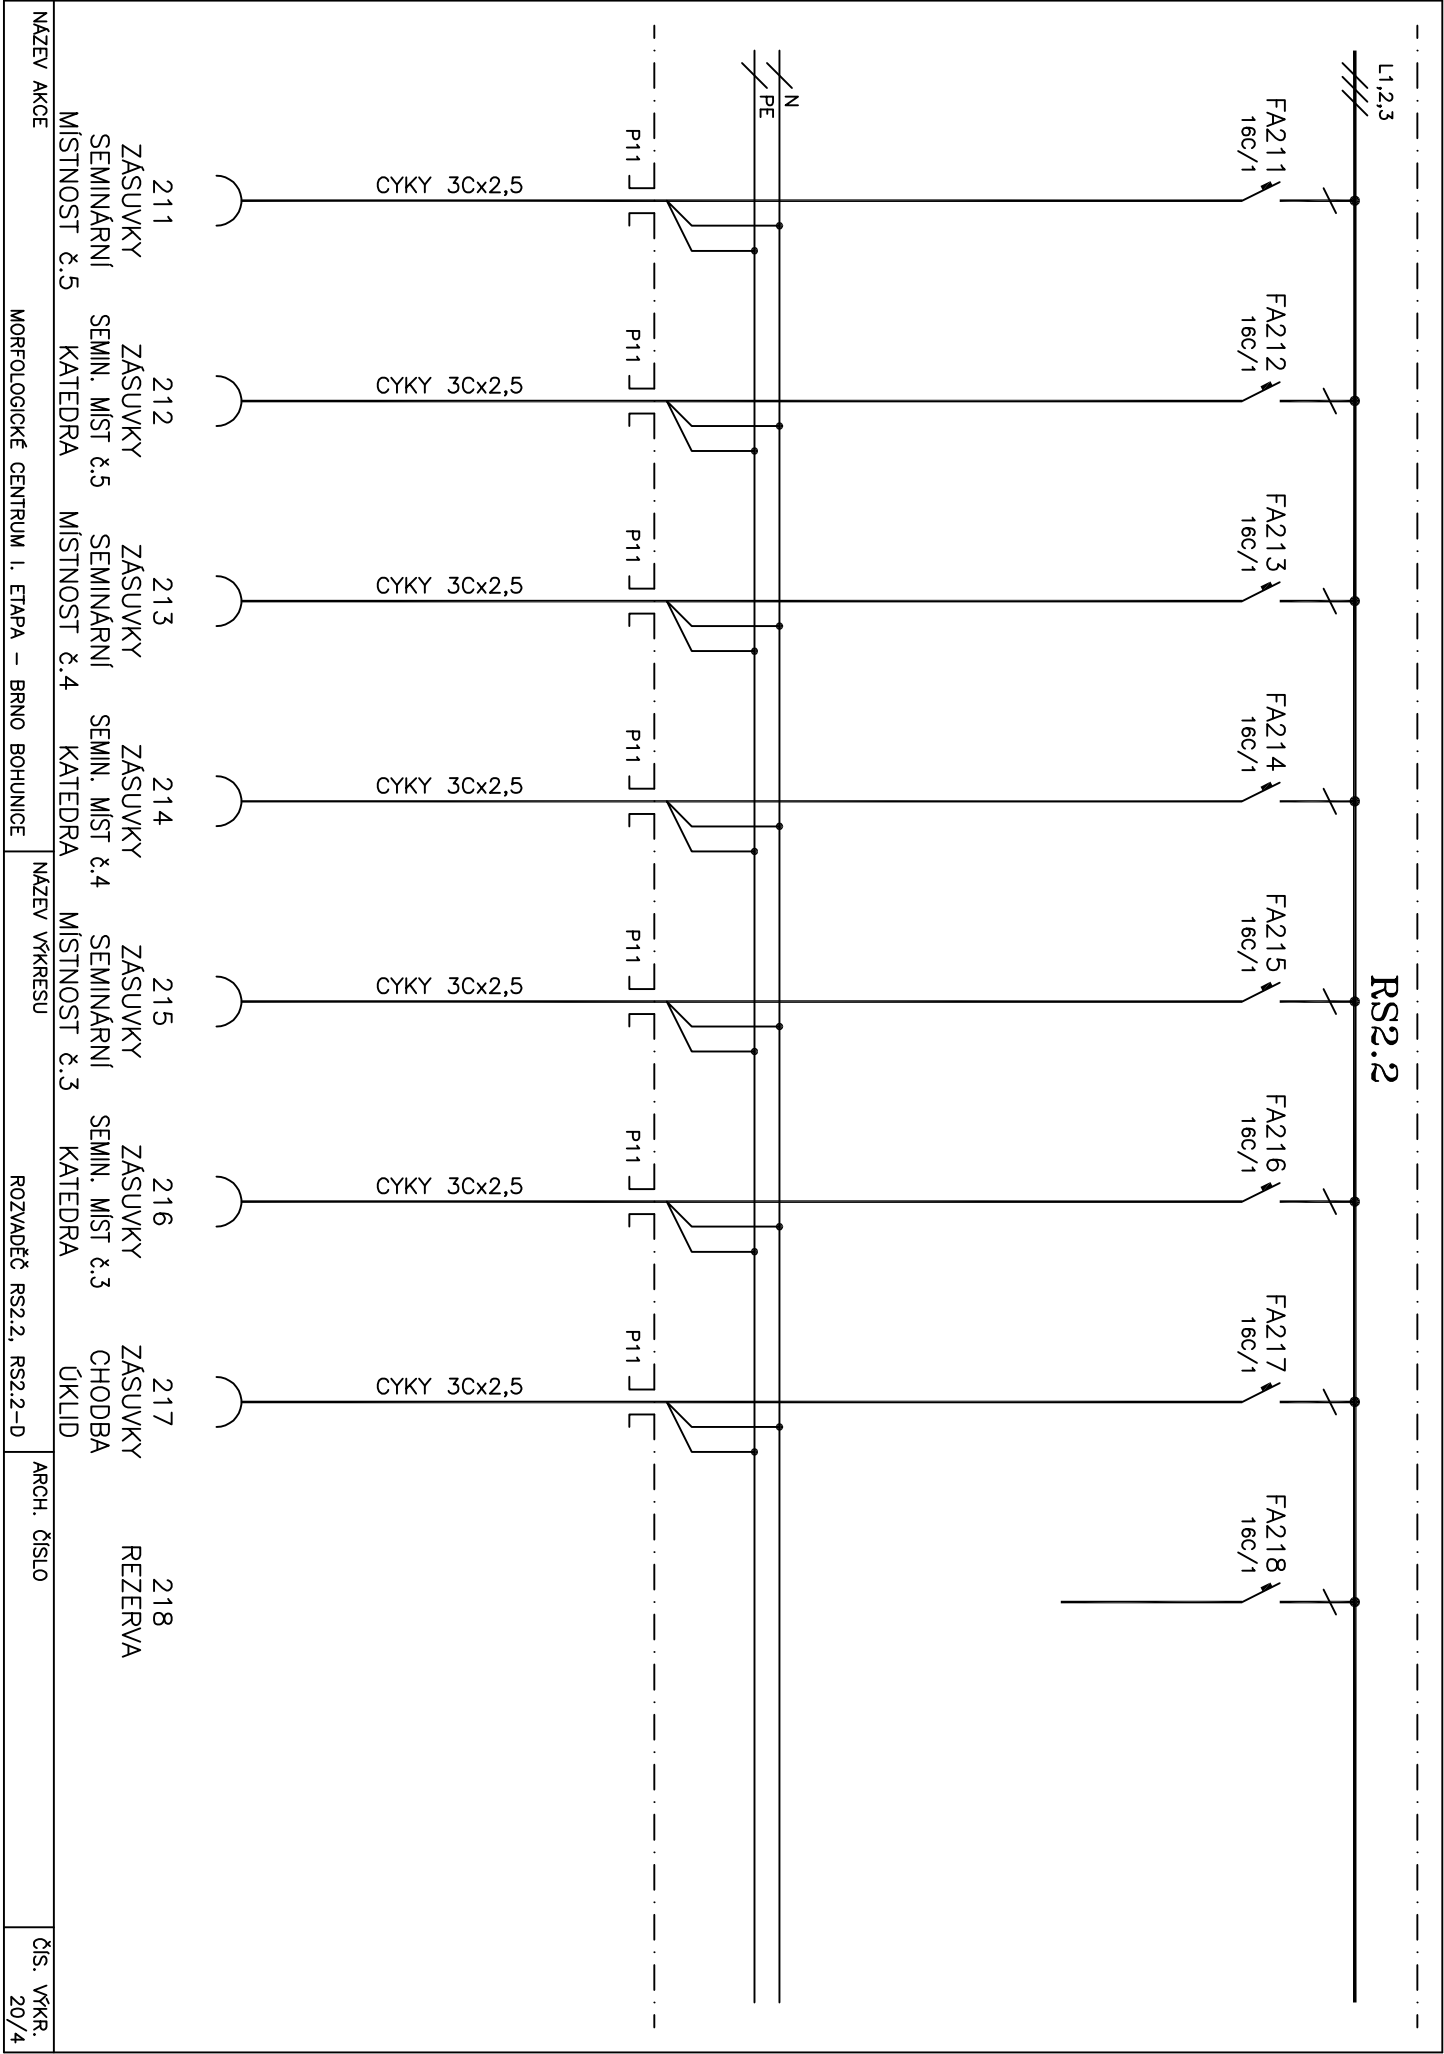 RS2.2
L1,2,3
FA211
16C/1
FA212
16C/1
FA213
16C/1
FA214
16C/1
FA215
16C/1
FA216
16C/1
FA217
16C/1
FA218
16C/1
N
PE
P11
P11
P11
P11
P11
P11
P11
CYKY 3Cx2,5
CYKY 3Cx2,5
CYKY 3Cx2,5
CYKY 3Cx2,5
CYKY 3Cx2,5
CYKY 3Cx2,5
CYKY 3Cx2,5
211
ZÁSUVKY
SEMINÁRNÍ
MÍSTNOST č.5
212
ZÁSUVKY
SEMIN. MÍST č.5
KATEDRA
213
ZÁSUVKY
SEMINÁRNÍ
MÍSTNOST č.4
214
ZÁSUVKY
SEMIN. MÍST č.4
KATEDRA
215
ZÁSUVKY
SEMINÁRNÍ
MÍSTNOST č.3
216
ZÁSUVKY
SEMIN. MÍST č.3
KATEDRA
217
ZÁSUVKY
CHODBA
ÚKLID
218
REZERVA
NÁZEV AKCE
MORFOLOGICKÉ CENTRUM I. ETAPA – BRNO BOHUNICE
NÁZEV VÝKRESU
ROZVADĚČ RS2.2, RS2.2–D
ARCH. ČÍSLO
ČÍS. VÝKR.
20/4